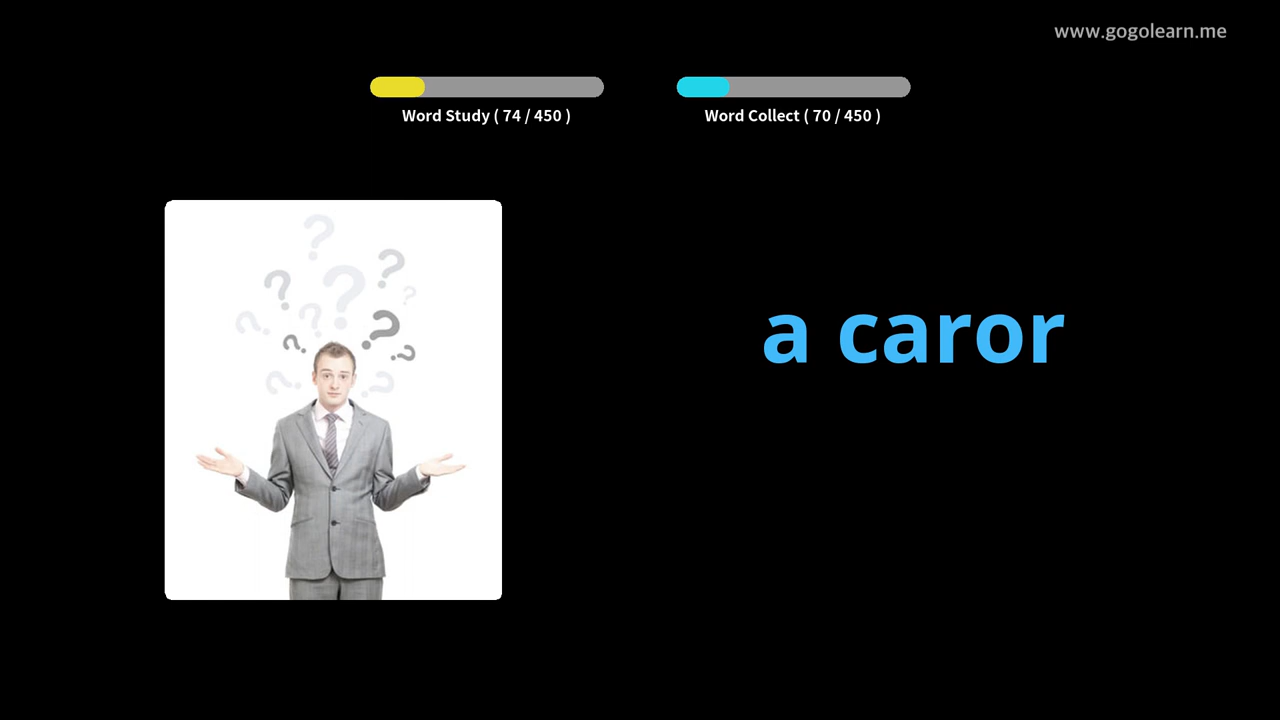 www.gogolearn.me
Word Study ( 74 / 450 )
Word Collect ( 70 / 450 )
? ? ? ? ? ? ? ? ? ? ? ?
a caror